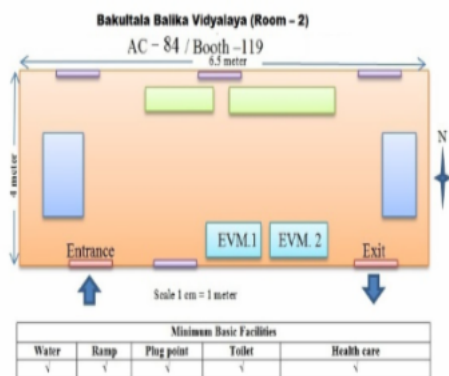 Bakultala Balika Vidyalaya (Room – 2)
AC – 84 / Booth –119
6.5 meter
4 meter
N
EVM.1 EVM. 2
Entrance
Exit
Scale 1 cm = 1 meter
Minimum Basic Facilities
Water Ramp Plug point Toilet Health care
√ √ √ √ √